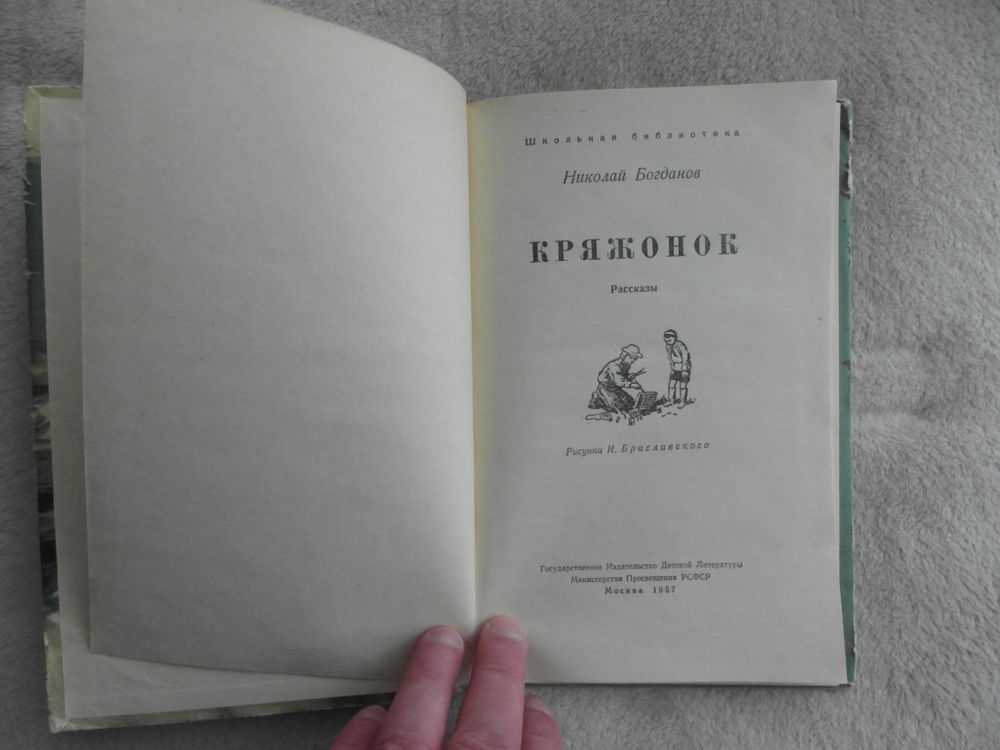 Школьная библиотека
Николай Богданов
КРЯЖОНОК
Рассказы
Рисунки И. Браславского
Государственное Издательство Детской Литературы
Министерства Просвещения РСФСР
Москва 1957